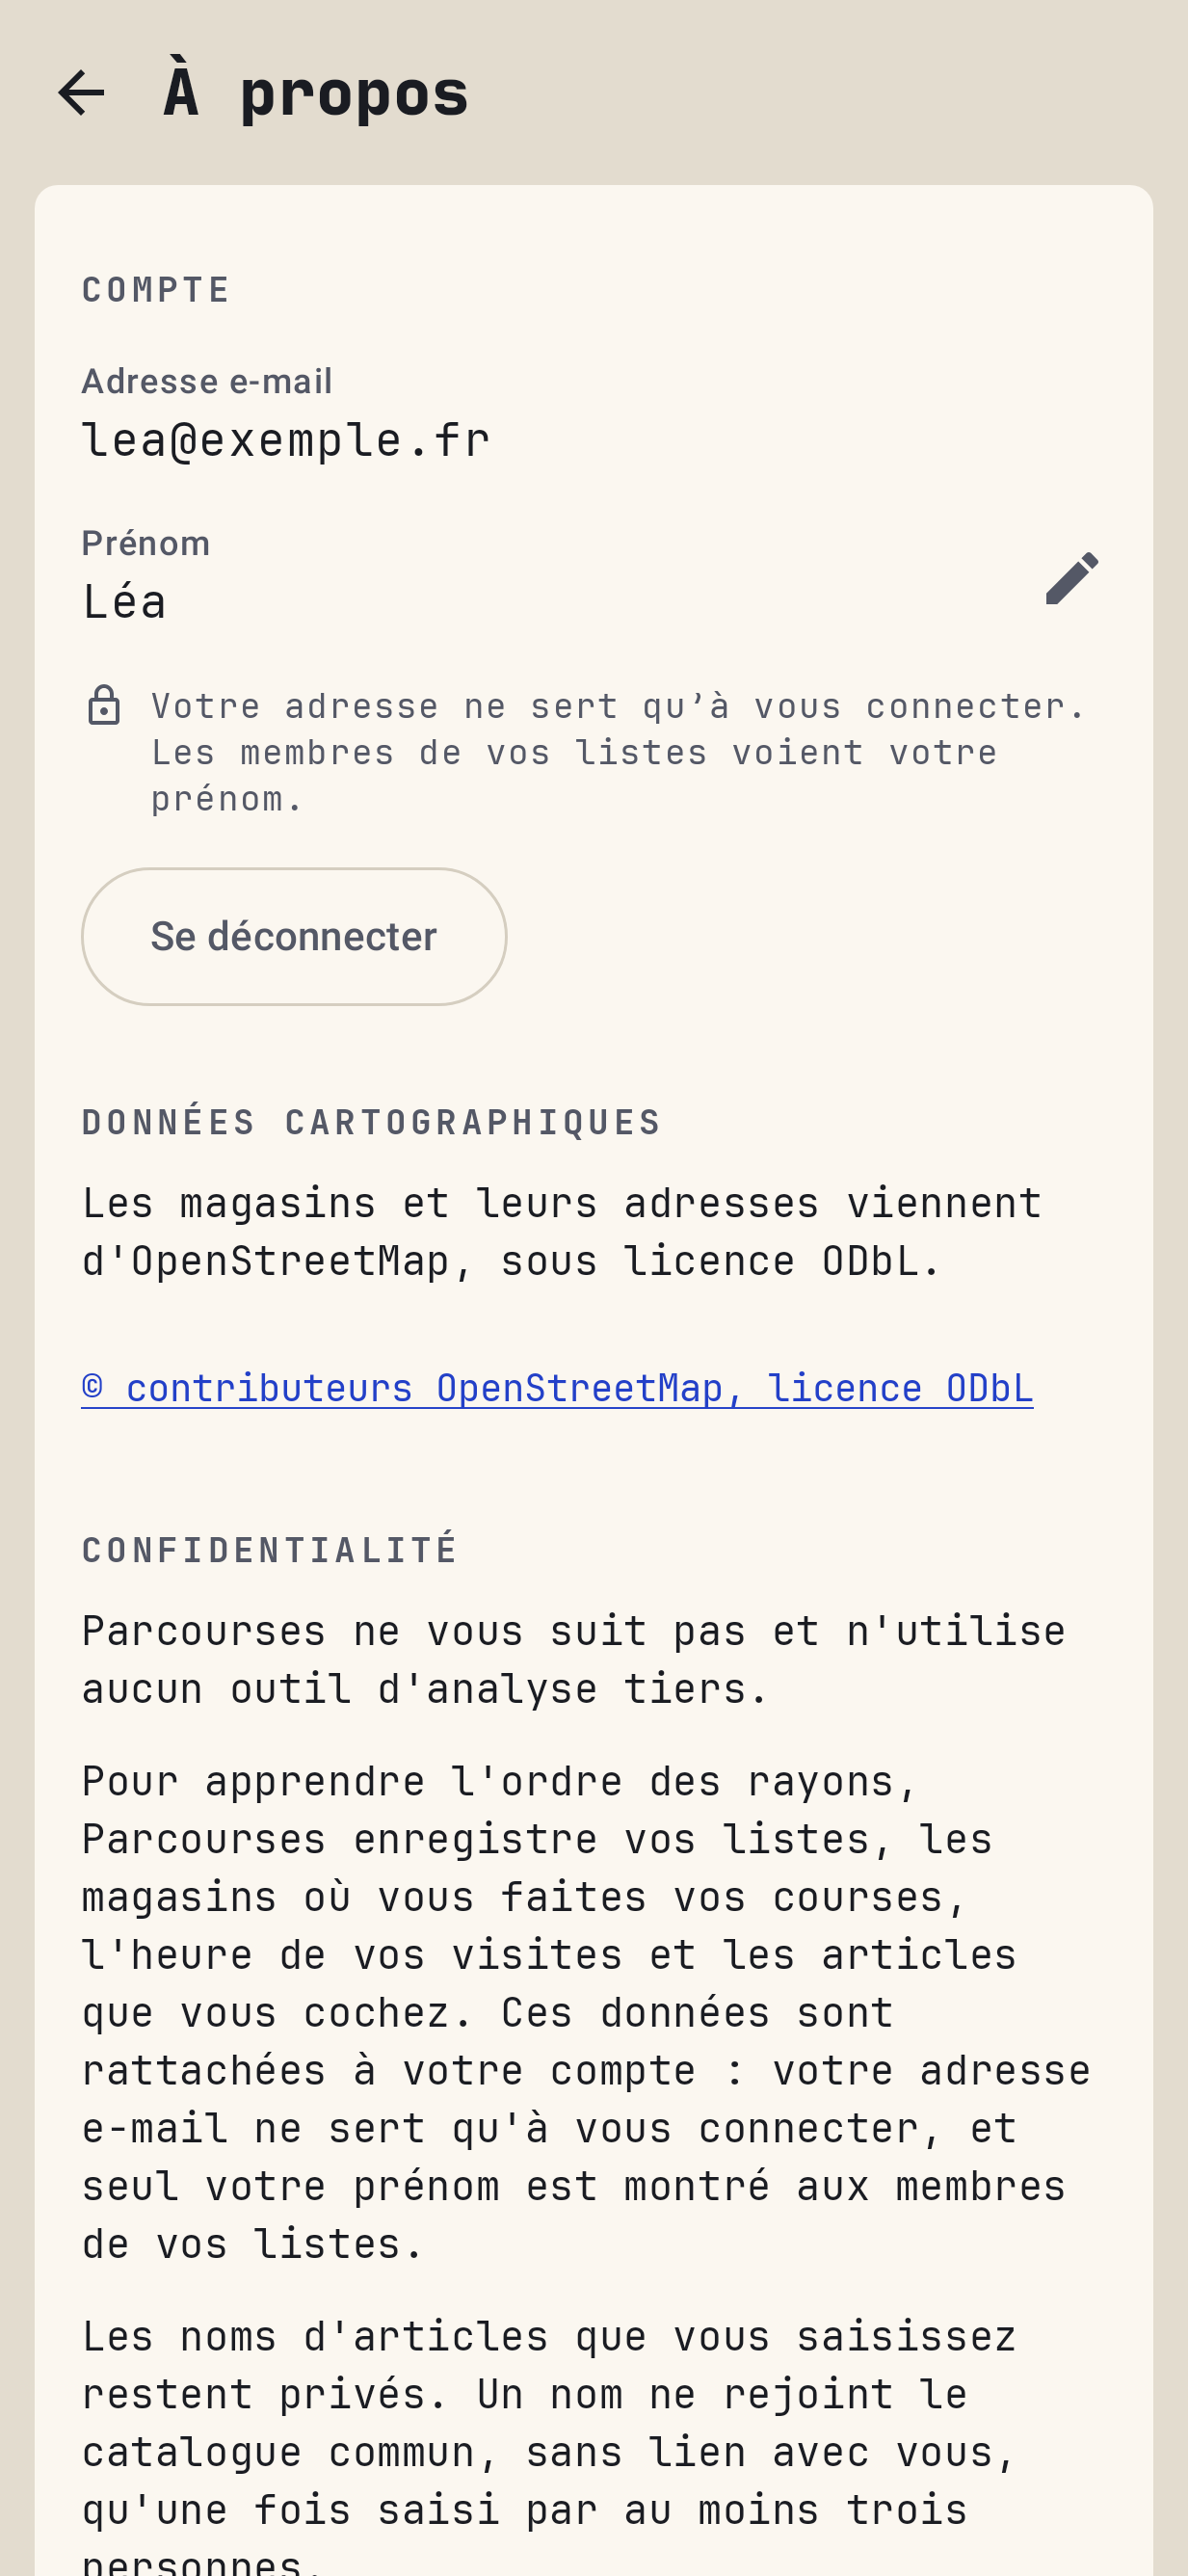 À propos
COMPTE
Adresse e-mail
lea@exemple.fr
Prénom
Léa
Votre adresse ne sert qu’à vous connecter.
Les membres de vos listes voient votre
prénom.
Se déconnecter
DONNÉES CARTOGRAPHIQUES
Les magasins et leurs adresses viennent
d'OpenStreetMap, sous licence ODbL.
© contributeurs OpenStreetMap, licence ODbL
CONFIDENTIALITÉ
Parcourses ne vous suit pas et n'utilise
aucun outil d'analyse tiers.
Pour apprendre l'ordre des rayons,
Parcourses enregistre vos listes, les
magasins où vous faites vos courses,
l'heure de vos visites et les articles
que vous cochez. Ces données sont
rattachées à votre compte : votre adresse
e-mail ne sert qu'à vous connecter, et
seul votre prénom est montré aux membres
de vos listes.
Les noms d'articles que vous saisissez
restent privés. Un nom ne rejoint le
catalogue commun, sans lien avec vous,
qu'une fois saisi par au moins trois
personnes.